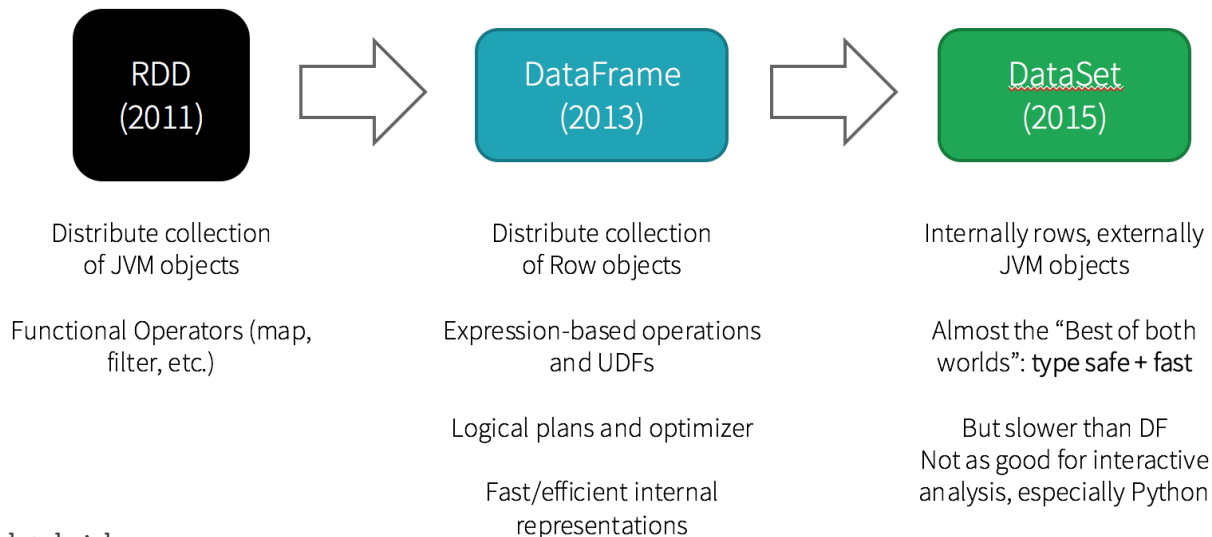 RDD
(2011)
DataFrame
(2013)
DataSet
(2015)
Distribute collection
of JVM objects
Functional Operators (map,
filter, etc.)
Distribute collection
of Row objects
Expression-based operations
and UDFs
Logical plans and optimizer
Fast/efficient internal
representations
Internally rows, externally
JVM objects
Almost the “Best of both
worlds”: type safe + fast
But slower than DF
Not as good for interactive
analysis, especially Python